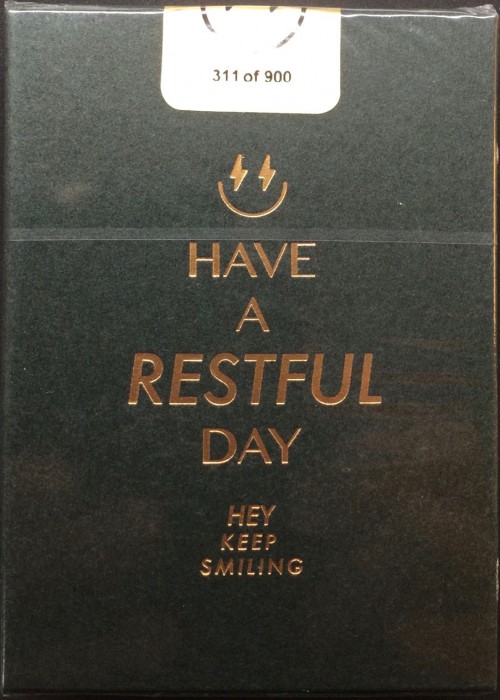 311 of 900
HAVE
A
RESTFUL
DAY
HEY
KEEP
SMILING